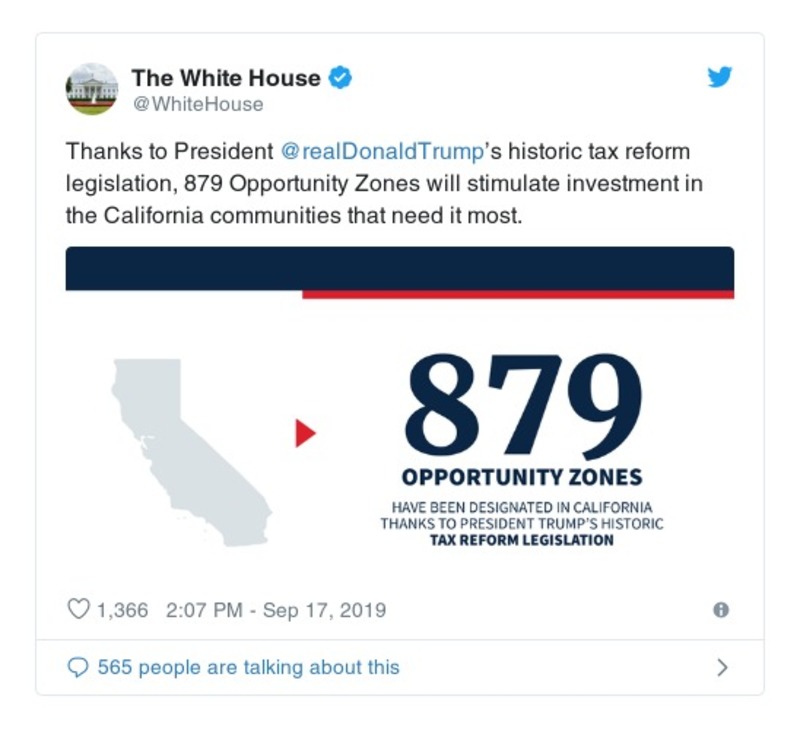 The White House
@WhiteHouse
Thanks to President @realDonaldTrump's historic tax reform
legislation, 879 Opportunity Zones will stimulate investment in
the California communities that need it most.
879
OPPORTUNITY ZONES
HAVE BEEN DESIGNATED IN CALIFORNIA
THANKS TO PRESIDENT TRUMP'S HISTORIC
TAX REFORM LEGISLATION
1,366 2:07 PM - Sep 17, 2019
565 people are talking about this